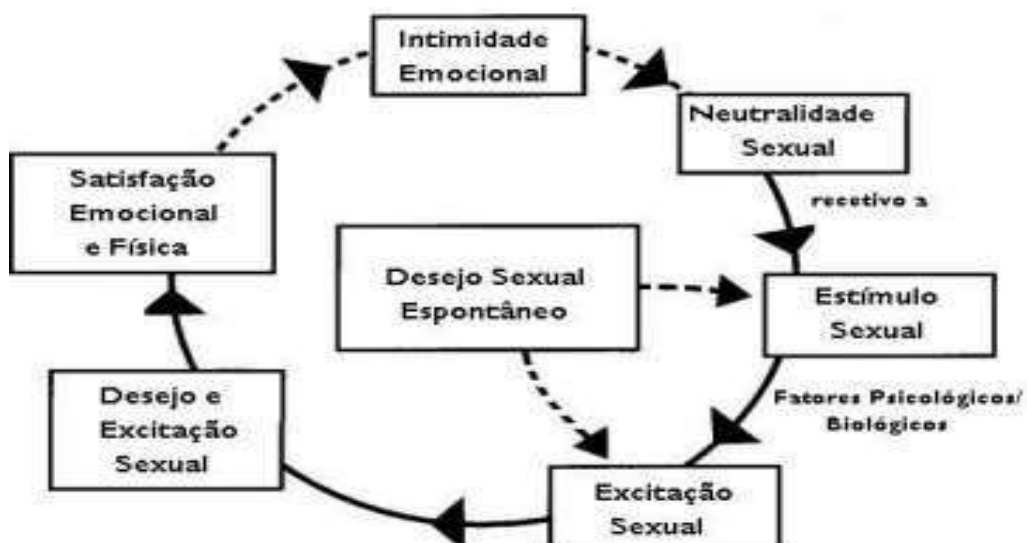 Intimidade
Emocional
Neutralidade
Sexual
recetivo a
Satisfação
Emocional
e Física
Desejo Sexual
Espontâneo
Estímulo
Sexual
Fatores Psicológicos/
Biológicos
Desejo e
Excitação
Sexual
Excitação
Sexual